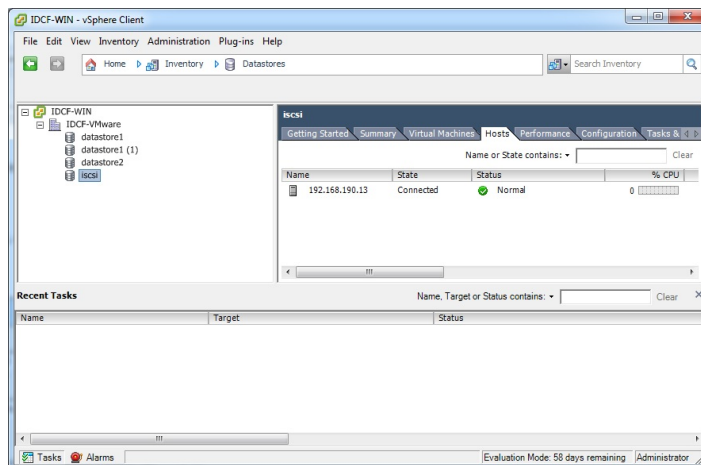 IDCF-WIN - vSphere Client
File Edit View Inventory Administration Plug-ins Help
Home Inventory Datastores Search Inventory
IDCF-WIN
IDCF-VMware
datastore1
datastore1 (1)
datastore2
iscsi
iscsi
Getting Started Summary Virtual Machines Hosts Performance Configuration Tasks &
Name or State contains: Clear
Name State Status % CPU
192.168.190.13 Connected Normal 0
Recent Tasks Name, Target or Status contains: Clear
Name Target Status
Tasks Alarms Evaluation Mode: 58 days remaining Administrator